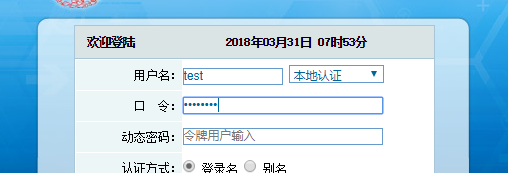 欢迎登陆 2018年03月31日 07时53分
用户名: test 本地认证
口 令: ••••••••
动态密码: 令牌用户输入
认证方式: 登录名 别名